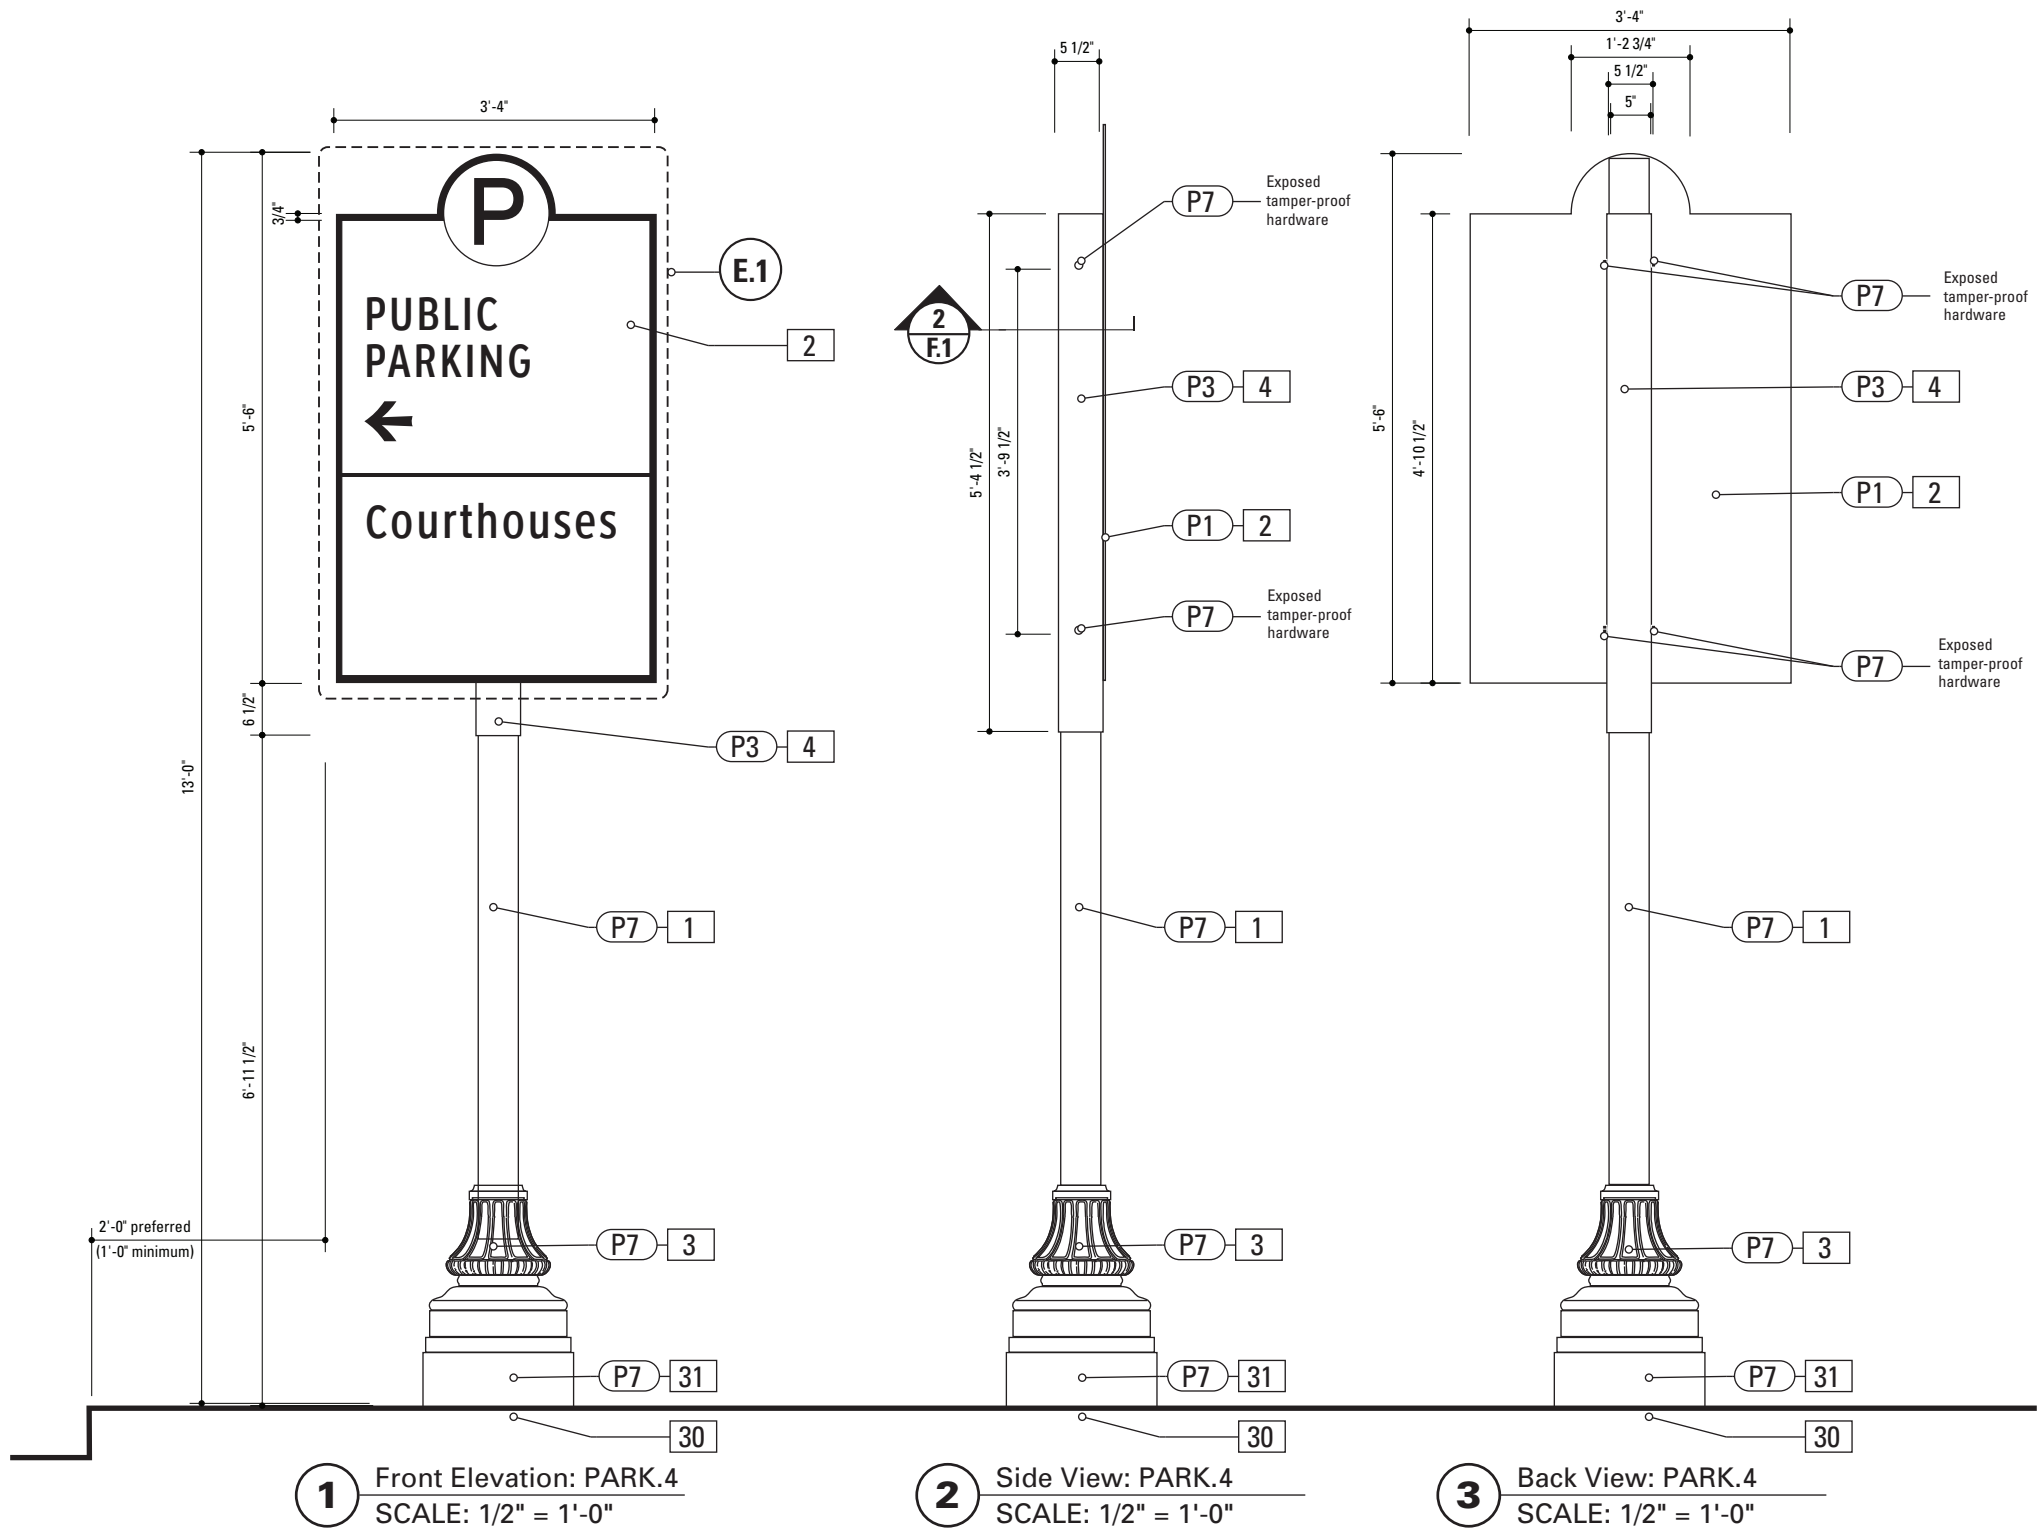 3'-4"
P
3/4"
E.1
PUBLIC
PARKING
2
5'-6"
Courthouses
6 1/2"
P3 4
13'-0"
P7 1
6'-11 1/2"
2'-0" preferred
(1'-0" minimum)
P7 3
P7 31
30
1
Front Elevation: PARK.4
SCALE: 1/2" = 1'-0"
5 1/2"
P7
Exposed
tamper-proof
hardware
2
F.1
P3 4
5'-4 1/2"
3'-9 1/2"
P1 2
P7
Exposed
tamper-proof
hardware
P7 1
P7 3
P7 31
30
2
Side View: PARK.4
SCALE: 1/2" = 1'-0"
3'-4"
1'-2 3/4"
5 1/2"
5"
P7
Exposed
tamper-proof
hardware
P3 4
5'-6"
4'-10 1/2"
P1 2
P7
Exposed
tamper-proof
hardware
P7 1
P7 3
P7 31
30
3
Back View: PARK.4
SCALE: 1/2" = 1'-0"